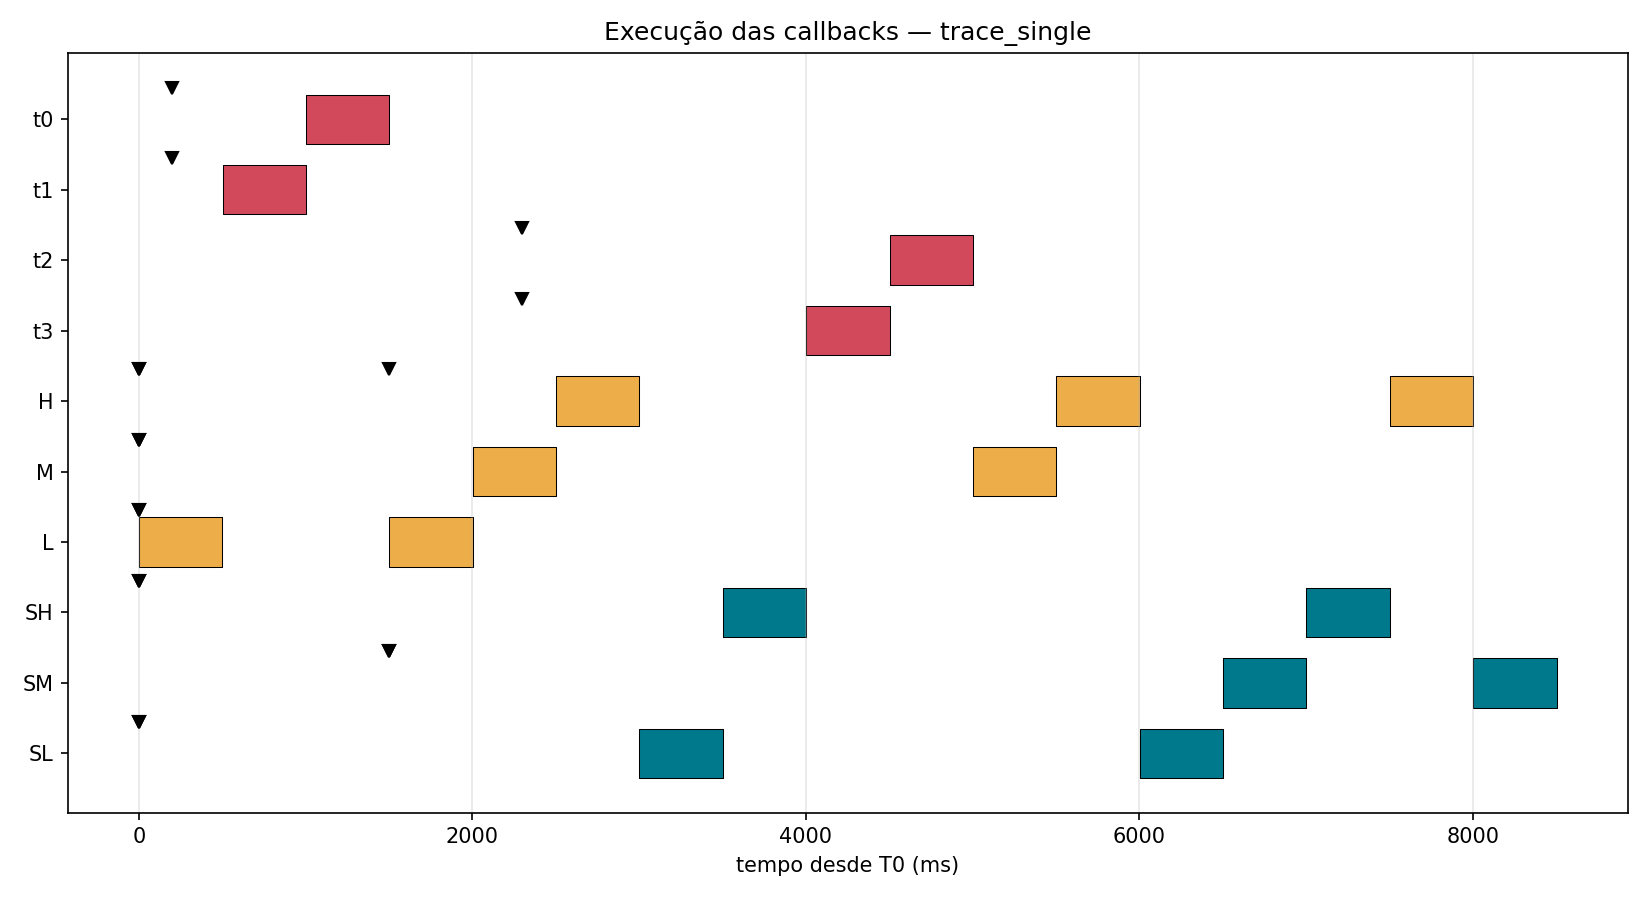 Execução das callbacks — trace_single
t0
t1
t2
t3
H
M
L
SH
SM
SL
0 2000 4000 6000 8000
tempo desde T0 (ms)